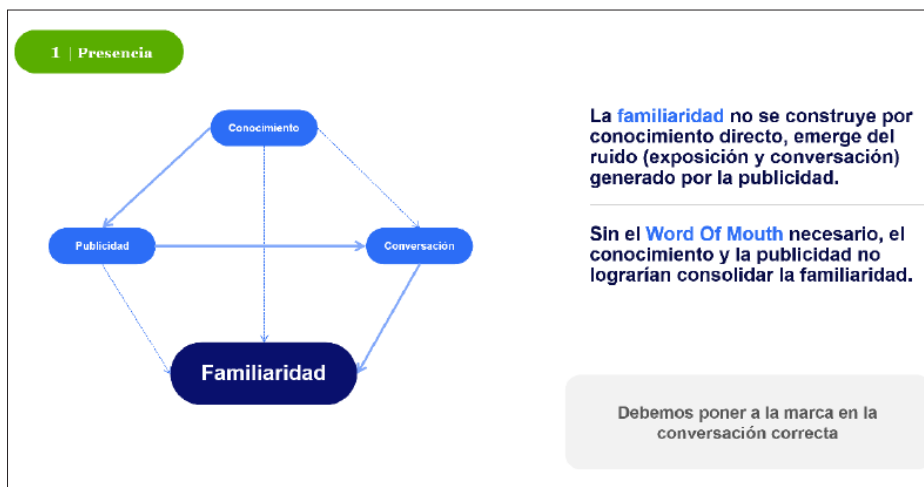 1 | Presencia
Conocimiento
Publicidad
Conversación
Familiaridad
La familiaridad no se construye por
conocimiento directo, emerge del
ruido (exposición y conversación)
generado por la publicidad.
Sin el Word Of Mouth necesario, el
conocimiento y la publicidad no
lograrían consolidar la familiaridad.
Debemos poner a la marca en la
conversación correcta